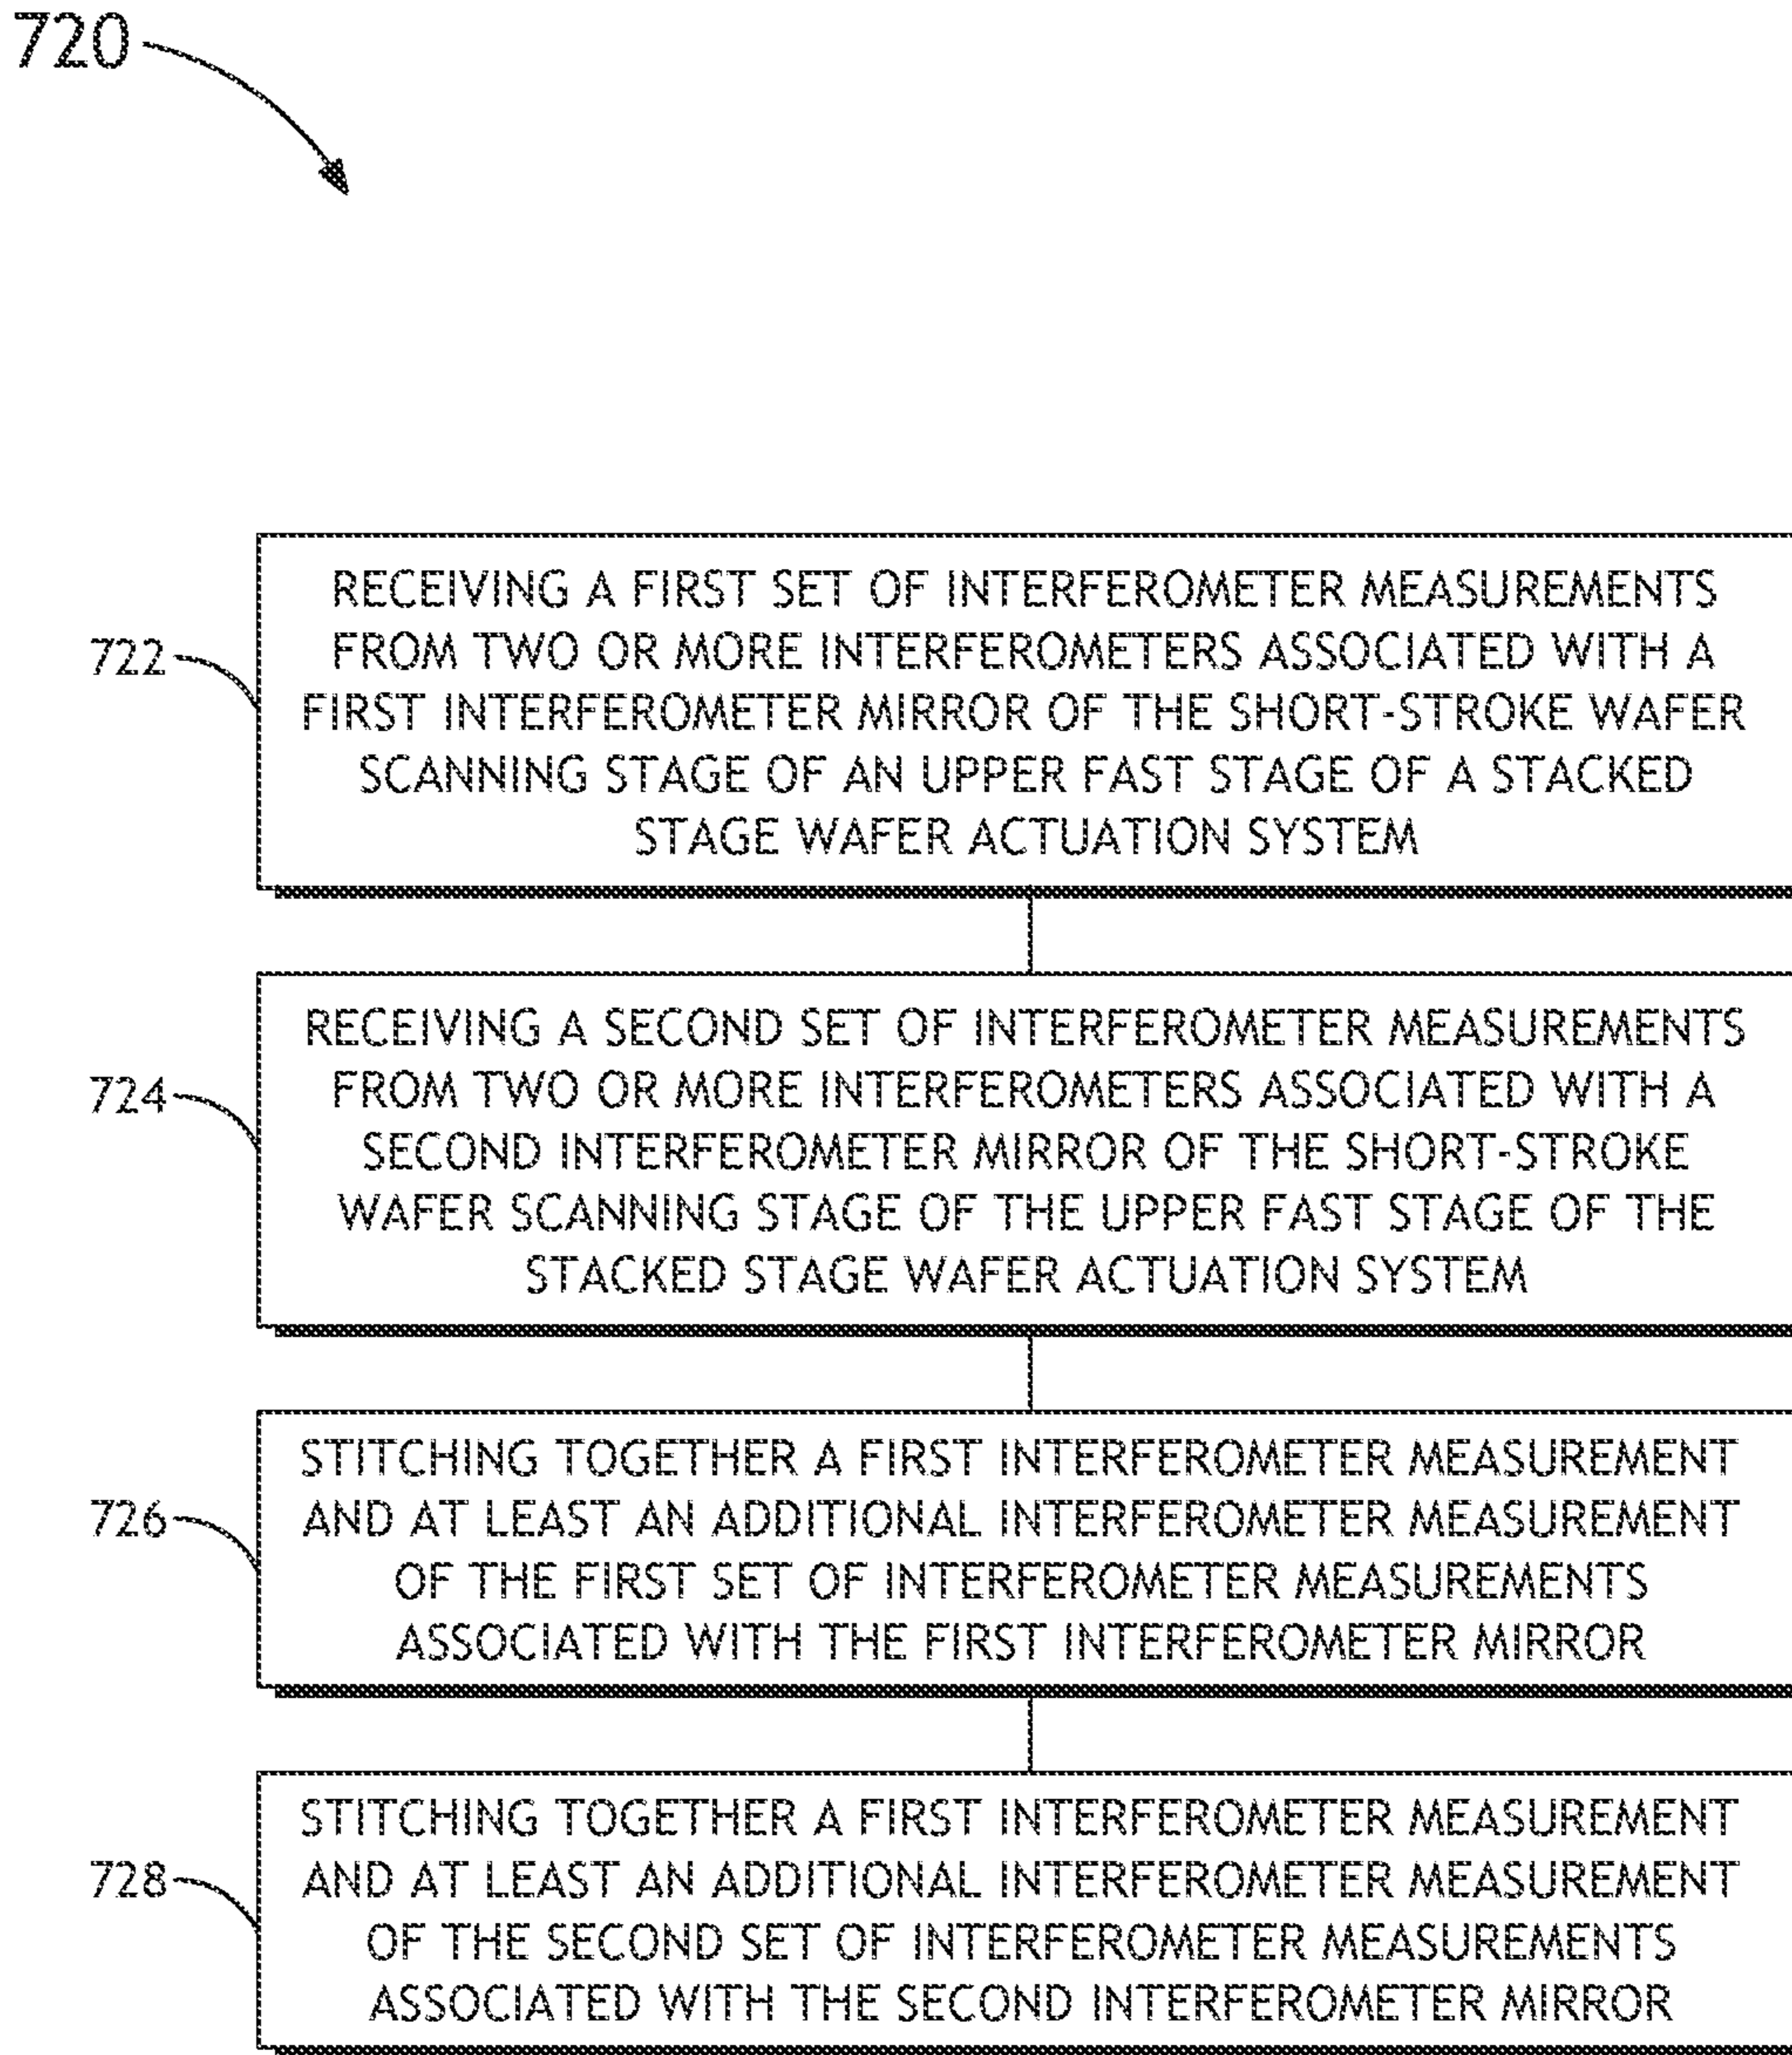 720
722
RECEIVING A FIRST SET OF INTERFEROMETER MEASUREMENTS
FROM TWO OR MORE INTERFEROMETERS ASSOCIATED WITH A
FIRST INTERFEROMETER MIRROR OF THE SHORT-STROKE WAFER
SCANNING STAGE OF AN UPPER FAST STAGE OF A STACKED
STAGE WAFER ACTUATION SYSTEM
724
RECEIVING A SECOND SET OF INTERFEROMETER MEASUREMENTS
FROM TWO OR MORE INTERFEROMETERS ASSOCIATED WITH A
SECOND INTERFEROMETER MIRROR OF THE SHORT-STROKE
WAFER SCANNING STAGE OF THE UPPER FAST STAGE OF THE
STACKED STAGE WAFER ACTUATION SYSTEM
726
STITCHING TOGETHER A FIRST INTERFEROMETER MEASUREMENT
AND AT LEAST AN ADDITIONAL INTERFEROMETER MEASUREMENT
OF THE FIRST SET OF INTERFEROMETER MEASUREMENTS
ASSOCIATED WITH THE FIRST INTERFEROMETER MIRROR
728
STITCHING TOGETHER A FIRST INTERFEROMETER MEASUREMENT
AND AT LEAST AN ADDITIONAL INTERFEROMETER MEASUREMENT
OF THE SECOND SET OF INTERFEROMETER MEASUREMENTS
ASSOCIATED WITH THE SECOND INTERFEROMETER MIRROR